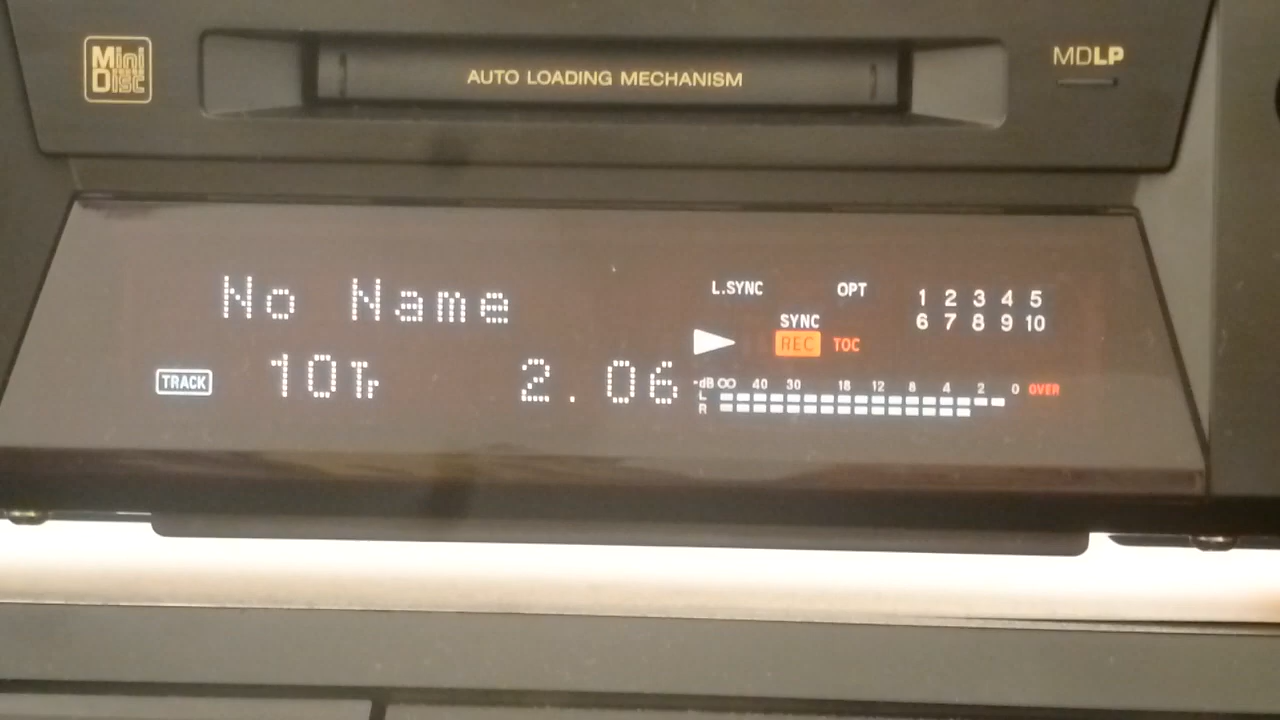 Mini Disc
AUTO LOADING MECHANISM
MDLP
No Name
L.SYNC OPT
1 2 3 4 5
SYNC
6 7 8 9 10
REC TOC
TRACK 10Tr 2.06
-dB ∞ 40 30 18 12 8 4 2 0 OVER
L
R